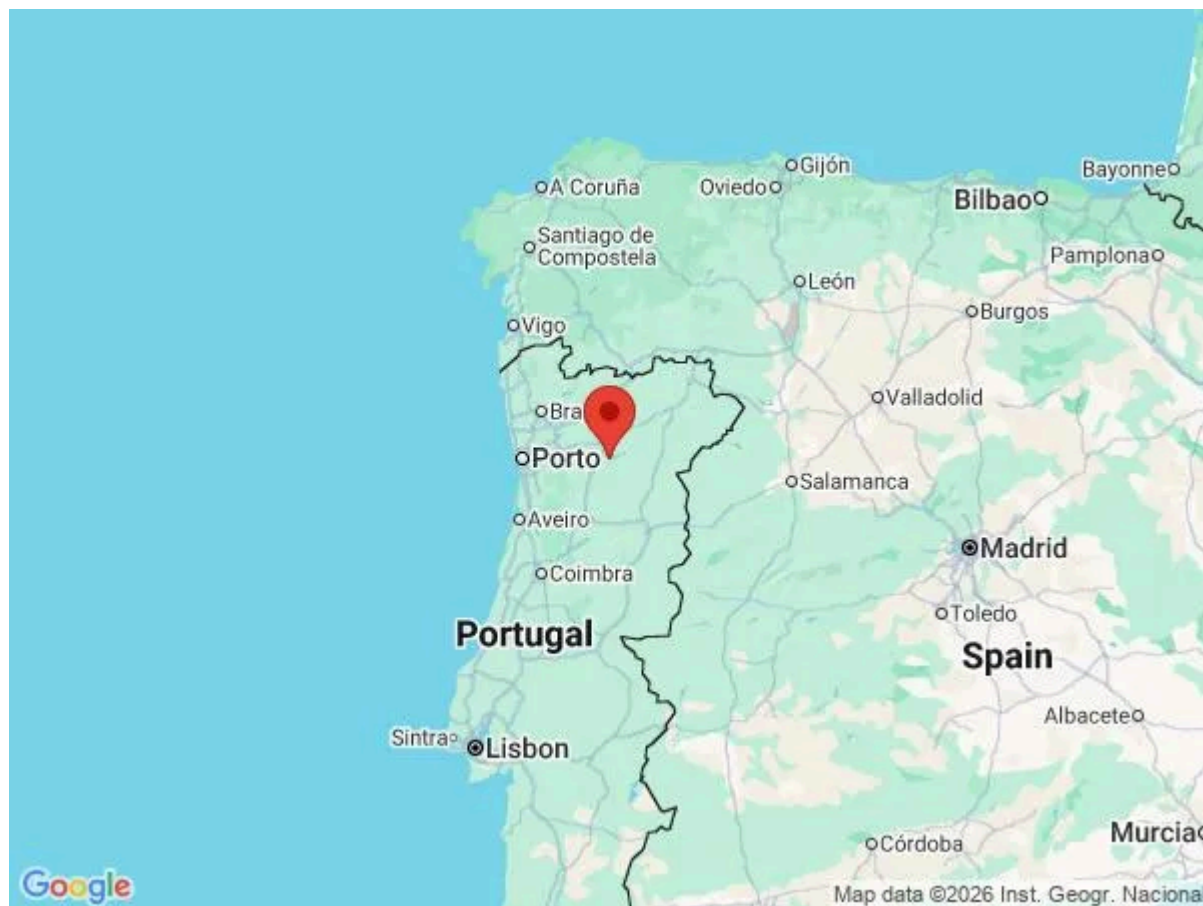 Gijón
Bayonne
A Coruña
Oviedo
Bilbao
Santiago de
Compostela
Pamplona
León
Burgos
Vigo
Valladolid
Bra
Porto
Salamanca
Aveiro
Madrid
Coimbra
Toledo
Portugal
Spain
Albacete
Sintra
Lisbon
Murcia
Córdoba
Google
Map data ©2026 Inst. Geogr. Nacional